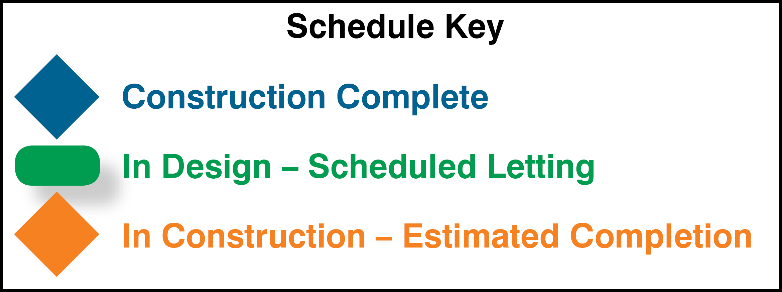 Schedule Key
Construction Complete
In Design – Scheduled Letting
In Construction – Estimated Completion